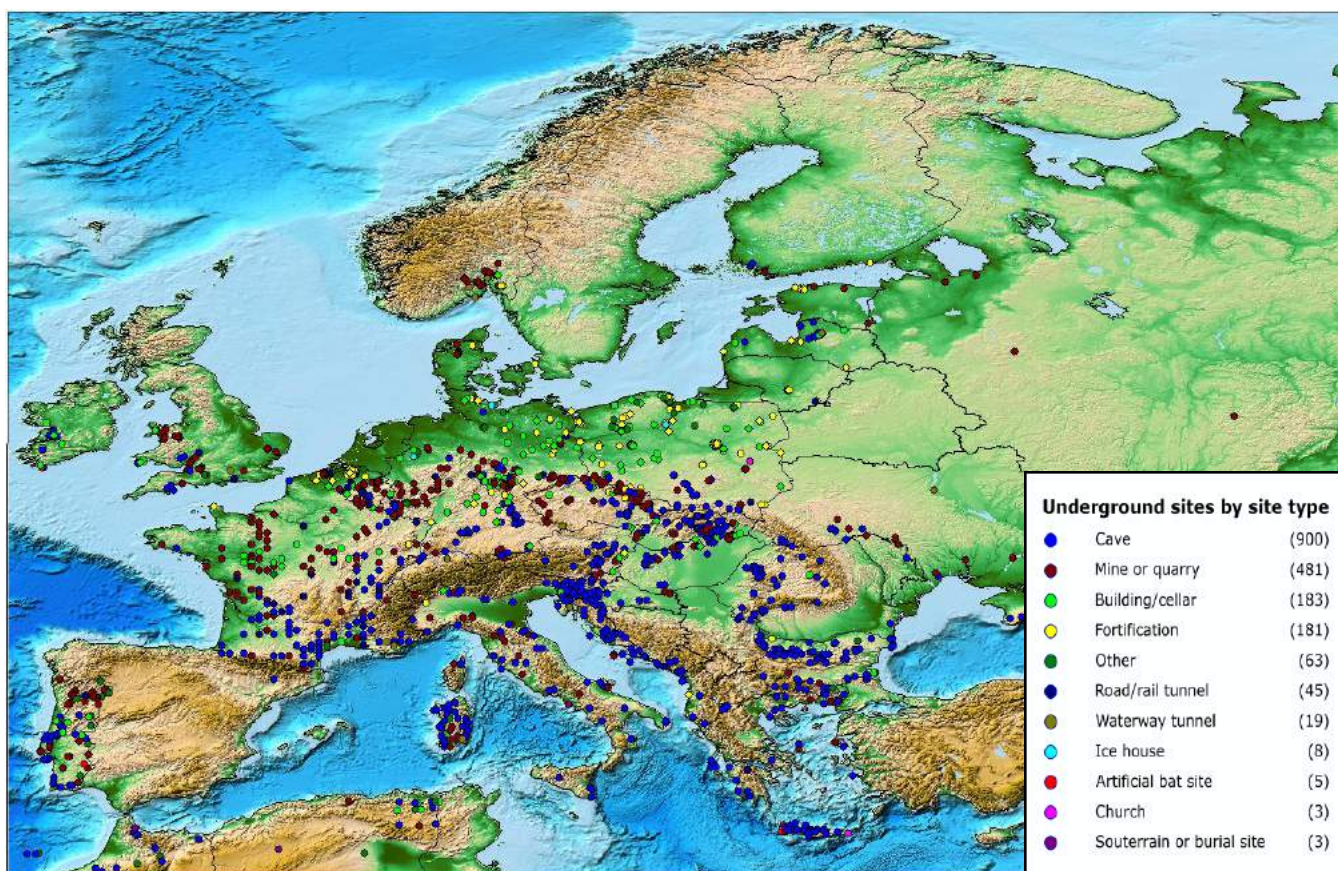 Underground sites by site type
Cave (900)
Mine or quarry (481)
Building/cellar (183)
Fortification (181)
Other (63)
Road/rail tunnel (45)
Waterway tunnel (19)
Ice house (8)
Artificial bat site (5)
Church (3)
Souterrain or burial site (3)